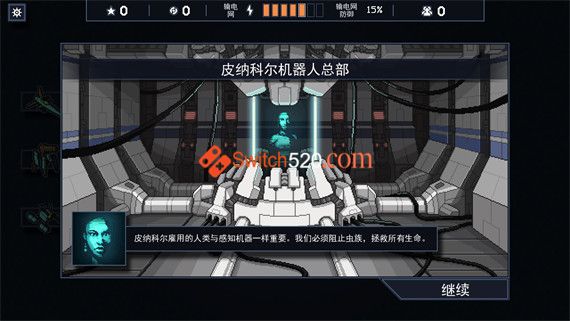 ★ 0
0
输电
网
输电网
防御
15%
0
皮纳科尔机器人总部
Switch520.com
皮纳科尔雇用的人类与感知机器一样重要。我们必须阻止虫族，拯救所有生命。
继续